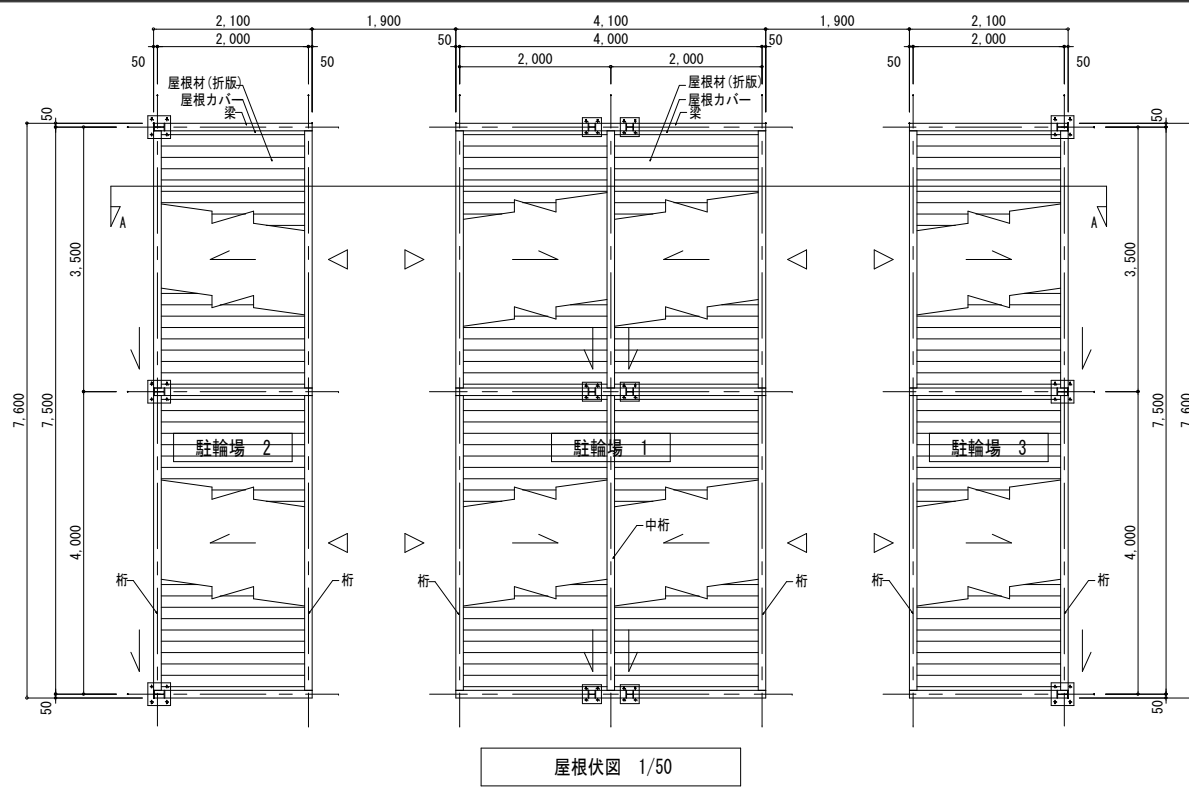 2,100 1,900 4,100 1,900 2,100
2,000 50 4,000 50 2,000
50 50 2,000 2,000 50 50
屋根材(折版) 屋根材(折版)
屋根カバー 屋根カバー
梁 梁
50 50
A A
3,500 3,500
7,600 7,500 7,500 7,600
駐輪場 2 駐輪場 1 駐輪場 3
中桁
4,000 4,000
桁 桁 桁 桁 桁 桁
50 50
屋根伏図 1/50